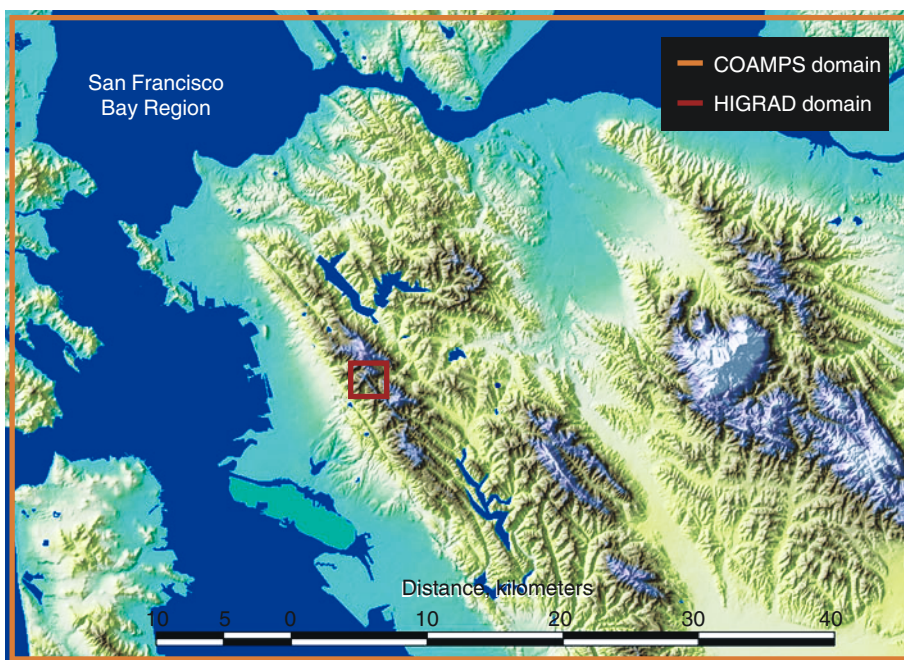 San Francisco
Bay Region
COAMPS domain
HIGRAD domain
Distance, kilometers
10 5 0 10 20 30 40